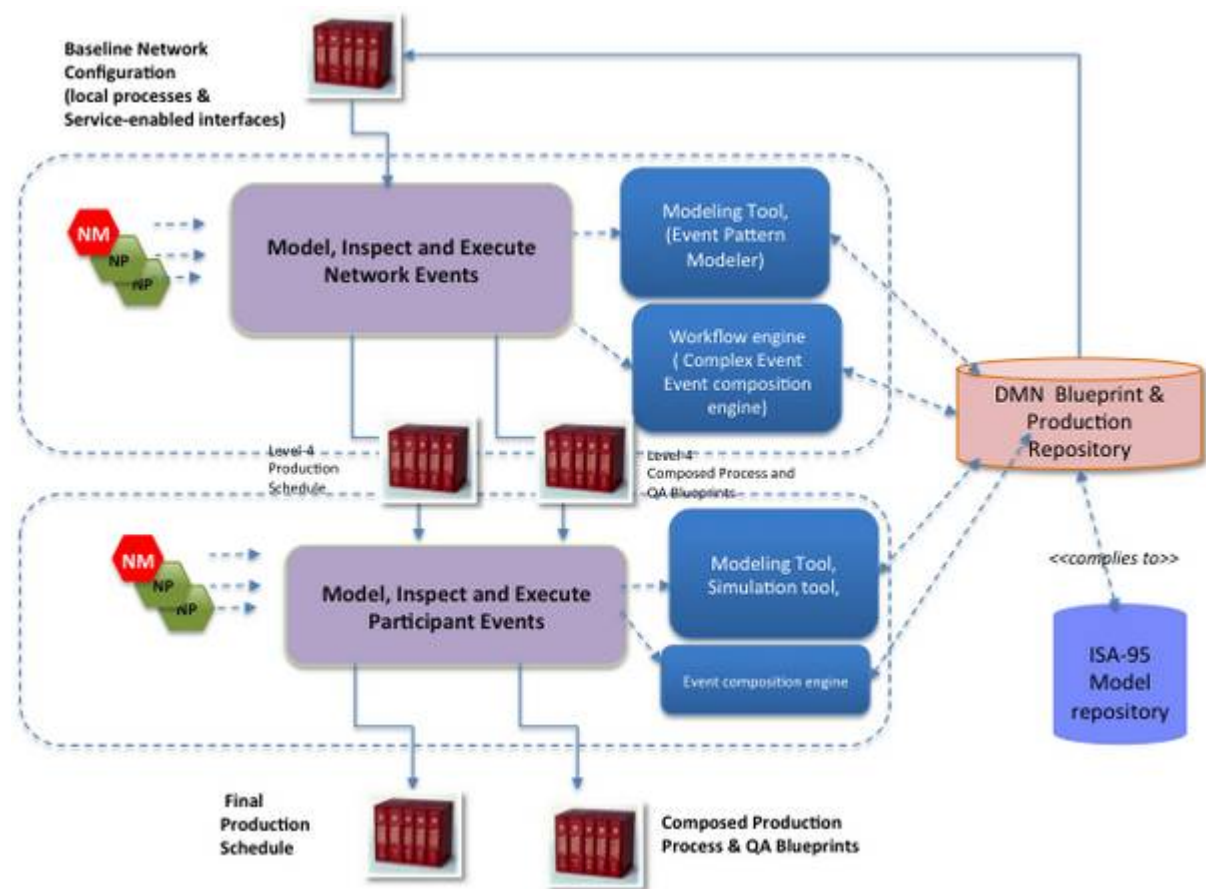 Baseline Network
Configuration
(local processes &
Service-enabled interfaces)
NM
NP
NP
Model, Inspect and Execute
Network Events
Modeling Tool,
(Event Pattern
Modeler)
Workflow engine
( Complex Event
Event composition
engine)
DMN Blueprint &
Production
Repository
Level-4
Production
Schedule
Level-4
Composed Process and
QA Blueprints
NM
NP
NP
Model, Inspect and Execute
Participant Events
Modeling Tool,
Simulation tool,
Event composition engine
<<complies to>>
ISA-95
Model
repository
Final
Production
Schedule
Composed Production
Process & QA Blueprints